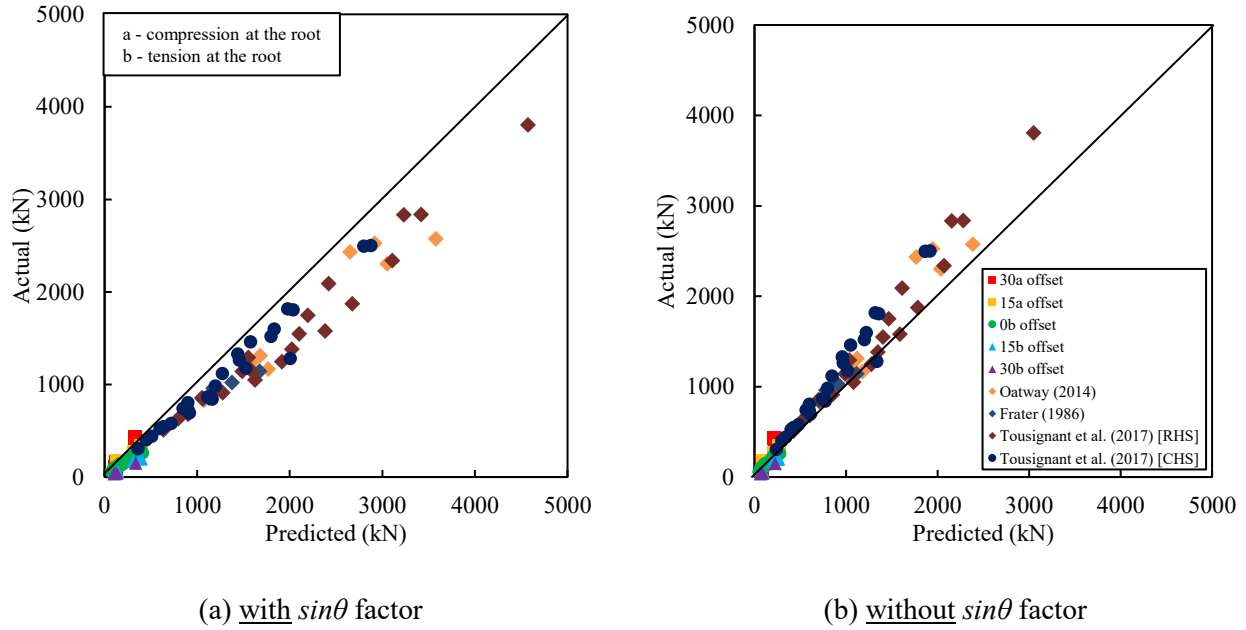 a - compression at the root
b - tension at the root
5000
4000
3000
2000
1000
0
Actual (kN)
0 1000 2000 3000 4000 5000
Predicted (kN)
(a) with sinθ factor
5000
4000
3000
2000
1000
0
Actual (kN)
30a offset
15a offset
0b offset
15b offset
30b offset
Oatway (2014)
Frater (1986)
Tousignant et al. (2017) [RHS]
Tousignant et al. (2017) [CHS]
0 1000 2000 3000 4000 5000
Predicted (kN)
(b) without sinθ factor